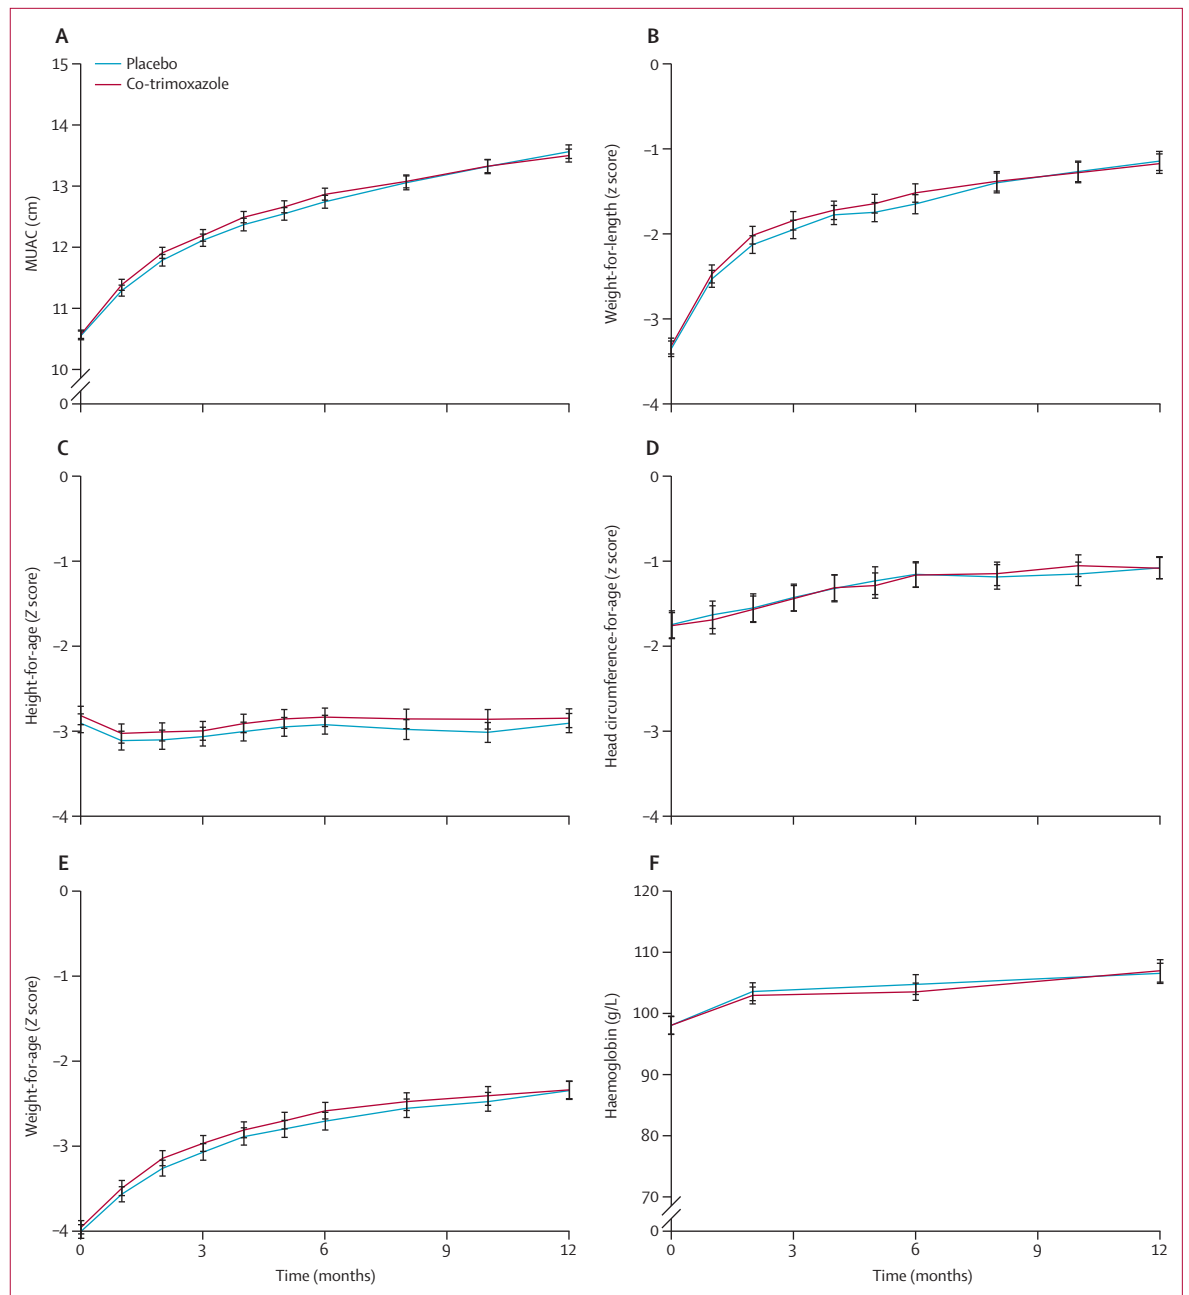 A
15
14
13
12
11
10
0
MUAC (cm)
Placebo
Co-trimoxazole
B
0
–1
–2
–3
–4
Weight-for-length (z score)
C
0
–1
–2
–3
–4
Height-for-age (Z score)
D
0
–1
–2
–3
–4
Head circumference-for-age (z score)
E
0
–1
–2
–3
–4
Weight-for-age (Z score)
0 3 6 9 12
Time (months)
F
120
110
100
90
80
70
0
Haemoglobin (g/L)
0 3 6 9 12
Time (months)